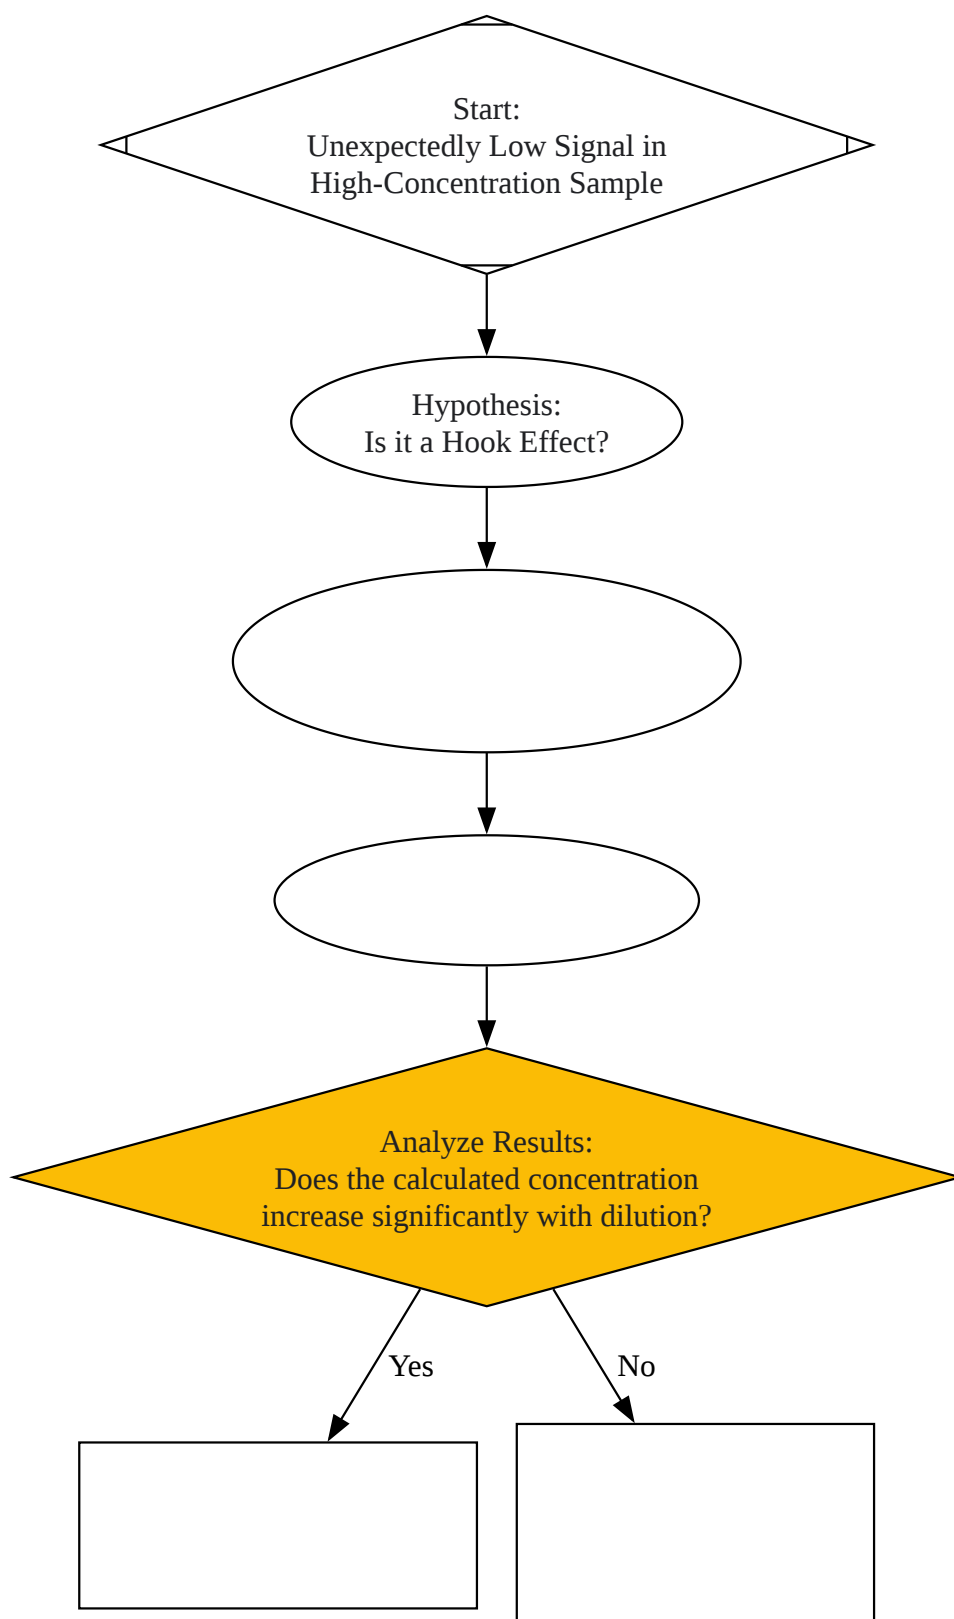 Start:
Unexpectedly Low Signal in
High-Concentration Sample
Hypothesis:
Is it a Hook Effect?
Analyze Results:
Does the calculated concentration
increase significantly with dilution?
Yes
No